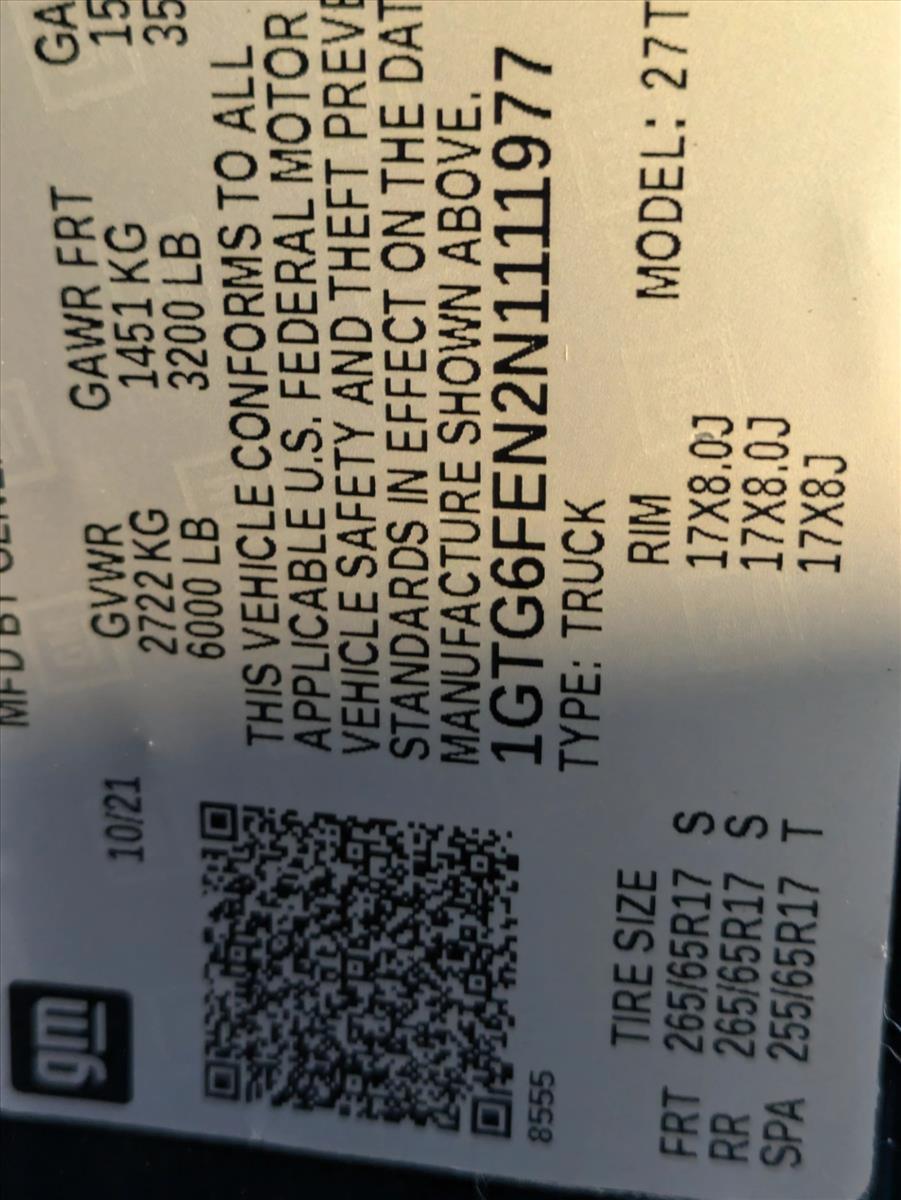 gm
MFD BY GENE
10/21
GVWR GAWR FRT GA
2722KG 1451 KG 15
6000 LB 3200 LB 35
THIS VEHICLE CONFORMS TO ALL
APPLICABLE U.S. FEDERAL MOTOR
VEHICLE SAFETY AND THEFT PREVE
STANDARDS IN EFFECT ON THE DAT
MANUFACTURE SHOWN ABOVE.
1GTG6FEN2N1111977
8555
TYPE: TRUCK MODEL: 27T
TIRE SIZE RIM
FRT 265/65R17 S 17X8.0J
RR 265/65R17 S 17X8.0J
SPA 255/65R17 T 17X8J